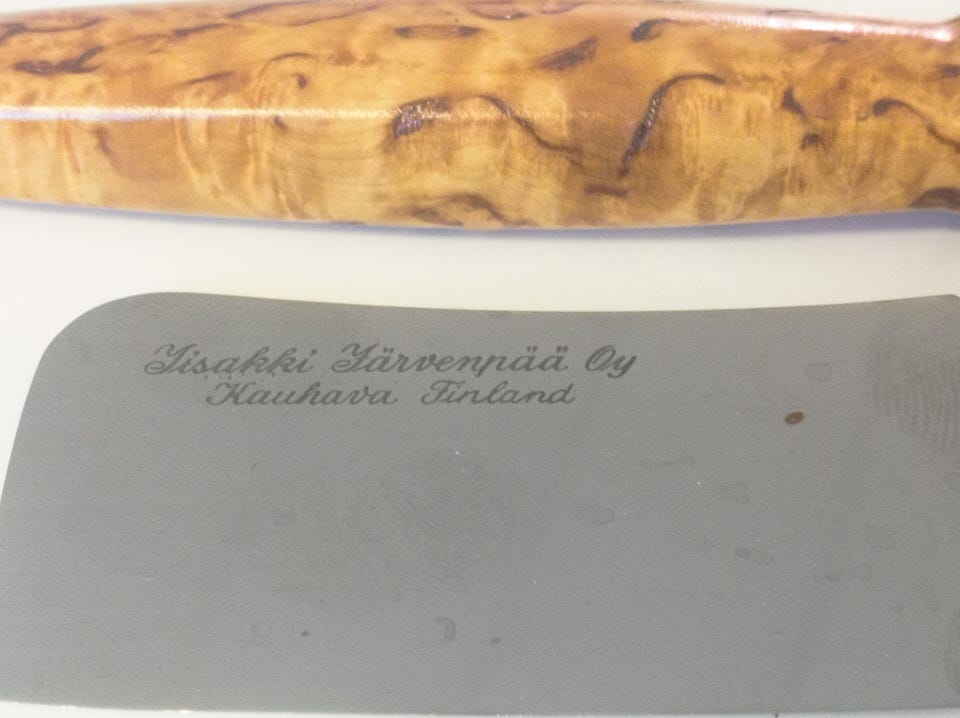 Iisakki Järvenpää Oy
Kauhava Finland